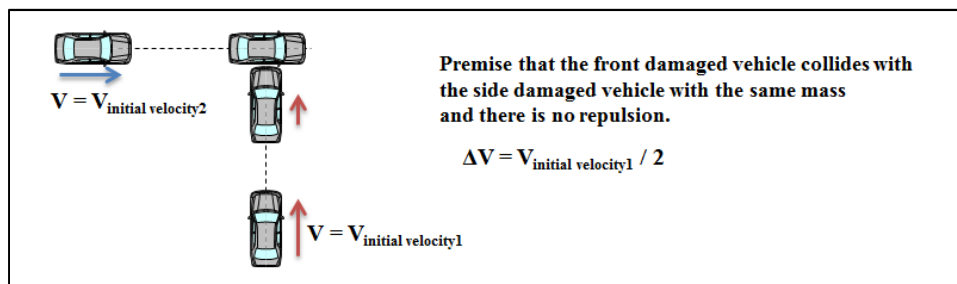 V = Vinitial velocity2
Premise that the front damaged vehicle collides with
the side damaged vehicle with the same mass
and there is no repulsion.
ΔV = Vinitial velocity1 / 2
V = Vinitial velocity1